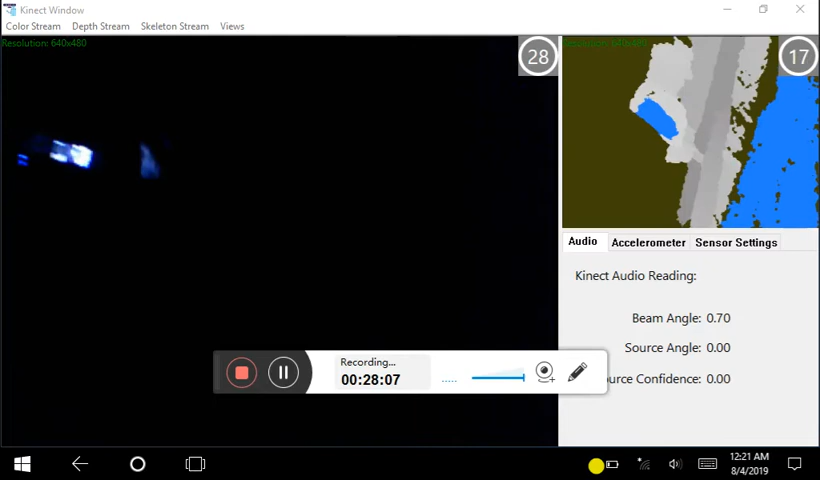 Kinect Window
Color Stream Depth Stream Skeleton Stream Views
Resolution: 640x480
28
Resolution: 640x480
17
Audio Accelerometer Sensor Settings
Kinect Audio Reading:
Beam Angle: 0.70
Source Angle: 0.00
ource Confidence: 0.00
Recording...
00:28:07
12:21 AM
8/4/2019